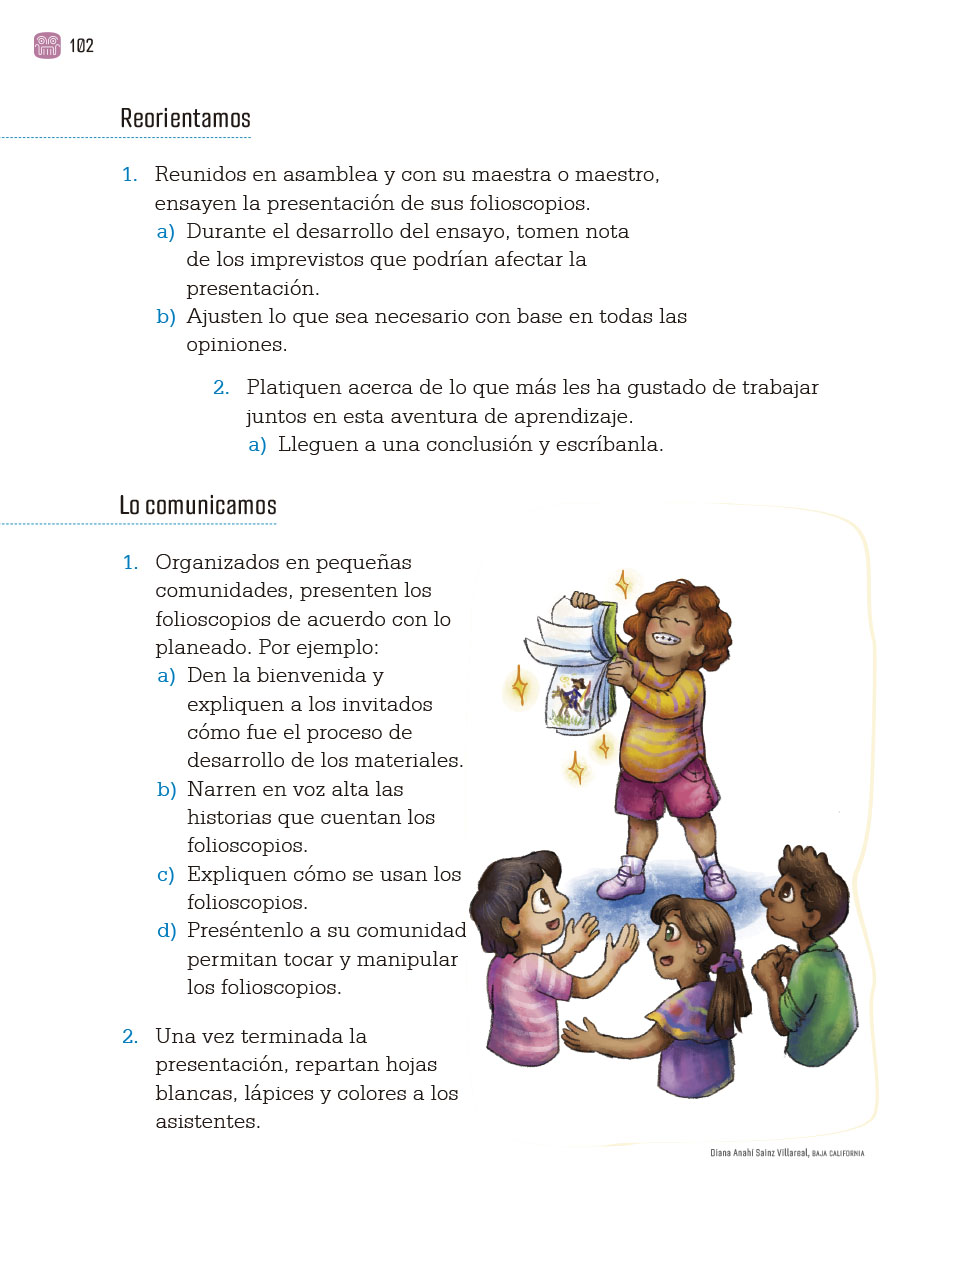 102
Reorientamos
1. Reunidos en asamblea y con su maestra o maestro,
ensayen la presentación de sus folioscopios.
a) Durante el desarrollo del ensayo, tomen nota
de los imprevistos que podrían afectar la
presentación.
b) Ajusten lo que sea necesario con base en todas las
opiniones.
2. Platiquen acerca de lo que más les ha gustado de trabajar
juntos en esta aventura de aprendizaje.
a) Lleguen a una conclusión y escríbanla.
Lo comunicamos
1. Organizados en pequeñas
comunidades, presenten los
folioscopios de acuerdo con lo
planeado. Por ejemplo:
a) Den la bienvenida y
expliquen a los invitados
cómo fue el proceso de
desarrollo de los materiales.
b) Narren en voz alta las
historias que cuentan los
folioscopios.
c) Expliquen cómo se usan los
folioscopios.
d) Preséntenlo a su comunidad
permitan tocar y manipular
los folioscopios.
2. Una vez terminada la
presentación, repartan hojas
blancas, lápices y colores a los
asistentes.
Diana Anahí Sainz Villareal, BAJA CALIFORNIA